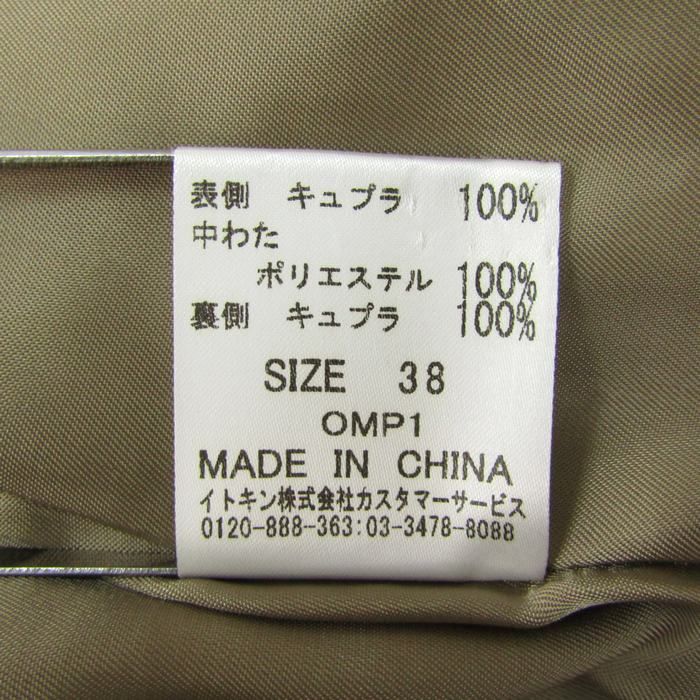 表側 キュプラ 100%
中わた
ポリエステル 100%
裏側 キュプラ 100%
SIZE 38
OMP1
MADE IN CHINA
イトキン株式会社カスタマーサービス
0120-888-363:03-3478-8088